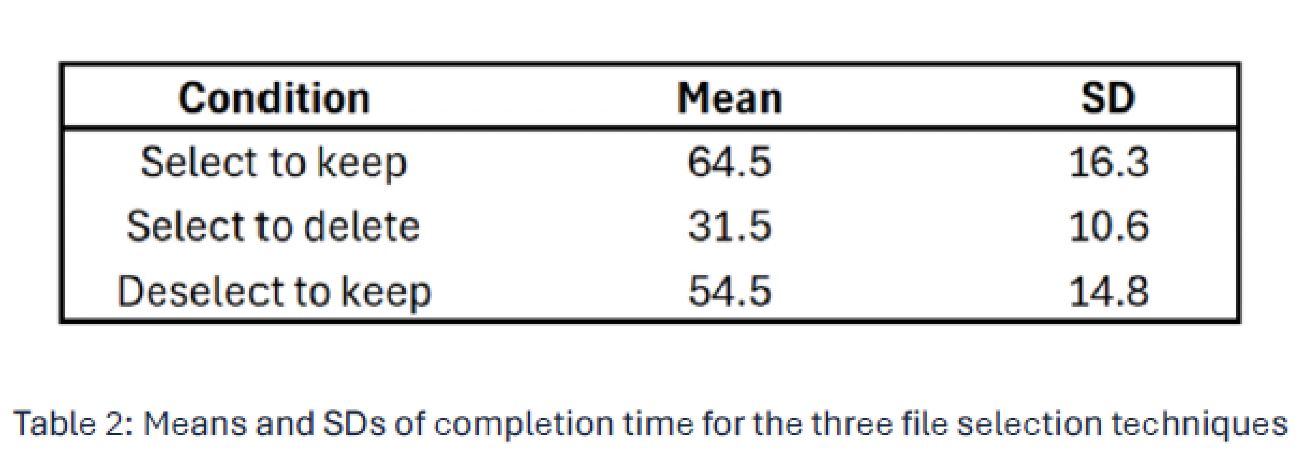 Condition Mean SD
Select to keep 64.5 16.3
Select to delete 31.5 10.6
Deselect to keep 54.5 14.8
Table 2: Means and SDs of completion time for the three file selection techniques